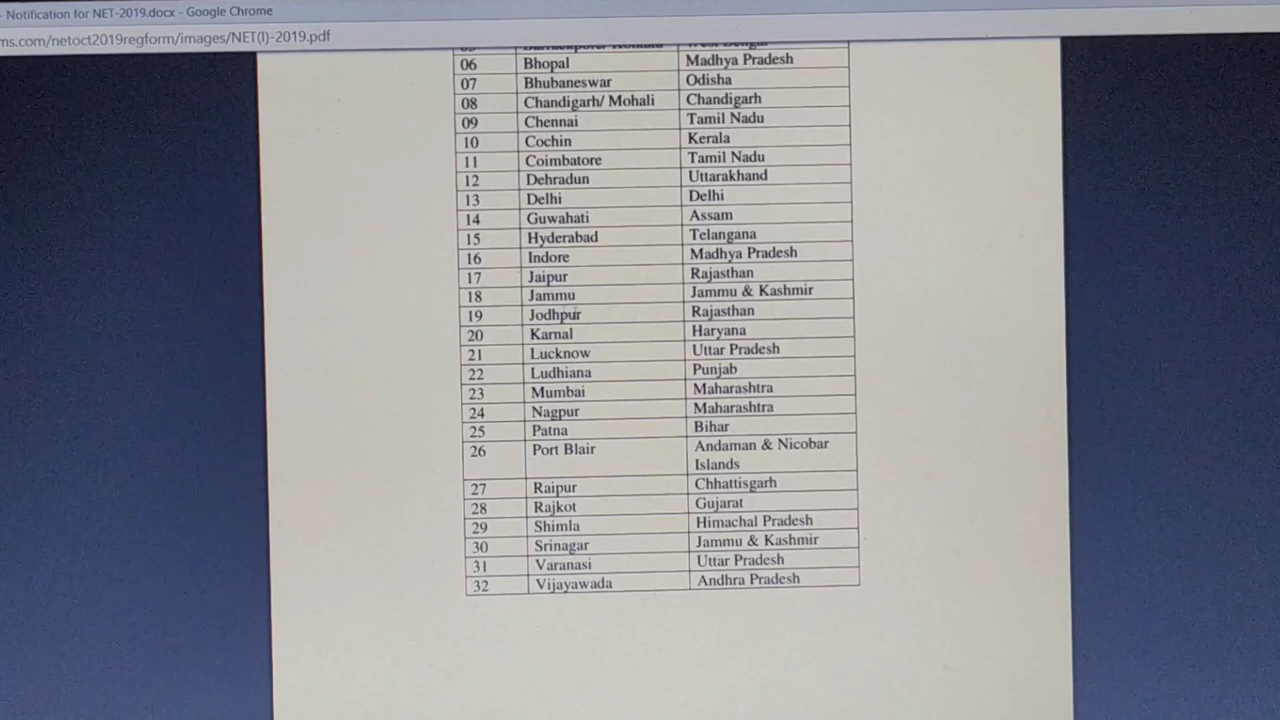 - Notification for NET-2019.docx - Google Chrome
ms.com/netoct2019regform/images/NET(I)-2019.pdf
06 Bhopal Madhya Pradesh
07 Bhubaneswar Odisha
08 Chandigarh/ Mohali Chandigarh
09 Chennai Tamil Nadu
10 Cochin Kerala
11 Coimbatore Tamil Nadu
12 Dehradun Uttarakhand
13 Delhi Delhi
14 Guwahati Assam
15 Hyderabad Telangana
16 Indore Madhya Pradesh
17 Jaipur Rajasthan
18 Jammu Jammu & Kashmir
19 Jodhpur Rajasthan
20 Karnal Haryana
21 Lucknow Uttar Pradesh
22 Ludhiana Punjab
23 Mumbai Maharashtra
24 Nagpur Maharashtra
25 Patna Bihar
26 Port Blair Andaman & Nicobar
Islands
27 Raipur Chhattisgarh
28 Rajkot Gujarat
29 Shimla Himachal Pradesh
30 Srinagar Jammu & Kashmir
31 Varanasi Uttar Pradesh
32 Vijayawada Andhra Pradesh